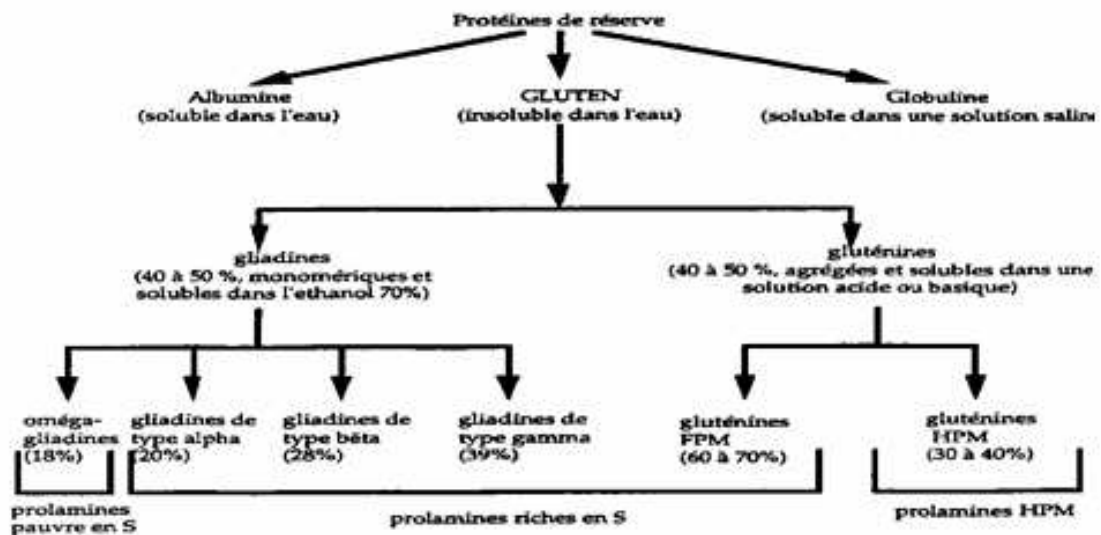 Protéines de réserve
Albumine
(soluble dans l'eau)
GLUTEN
(insoluble dans l'eau)
Globuline
(soluble dans une solution salin
gliadines
(40 à 50 %, monomériques et
solubles dans l'ethanol 70%)
gluténines
(40 à 50 %, agrégées et solubles dans une
solution acide ou basique)
oméga-
gliadines
(18%)
gliadines de
type alpha
(20%)
gliadines de
type bêta
(28%)
gliadines de
type gamma
(39%)
gluténines
FPM
(60 à 70%)
gluténines
HPM
(30 à 40%)
prolamines
pauvre en S
prolamines riches en S
prolamines HPM